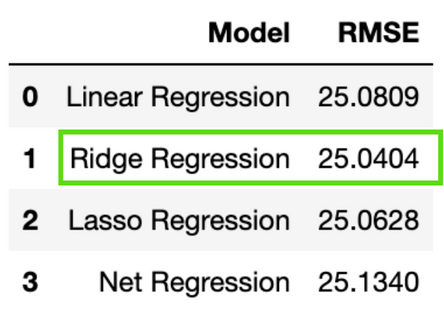 Model RMSE
0 Linear Regression 25.0809
1 Ridge Regression 25.0404
2 Lasso Regression 25.0628
3 Net Regression 25.1340